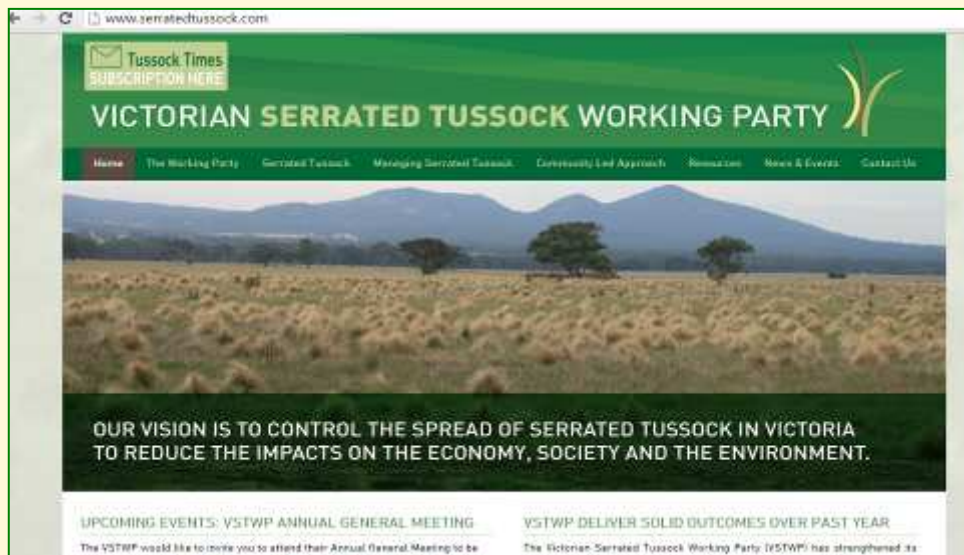 www.serratedtussock.com
Tussock Times
SUBSCRIPTION HERE
VICTORIAN SERRATED TUSSOCK WORKING PARTY
Home The Working Party Serrated Tussock Managing Serrated Tussock Community Led Approach Resources News & Events Contact Us
OUR VISION IS TO CONTROL THE SPREAD OF SERRATED TUSSOCK IN VICTORIA
TO REDUCE THE IMPACTS ON THE ECONOMY, SOCIETY AND THE ENVIRONMENT.
UPCOMING EVENTS: VSTWP ANNUAL GENERAL MEETING
The VSTWP would like to invite you to attend their Annual General Meeting to be
VSTWP DELIVER SOLID OUTCOMES OVER PAST YEAR
The Victorian Serrated Tussock Working Party (VSTWP) has strengthened its